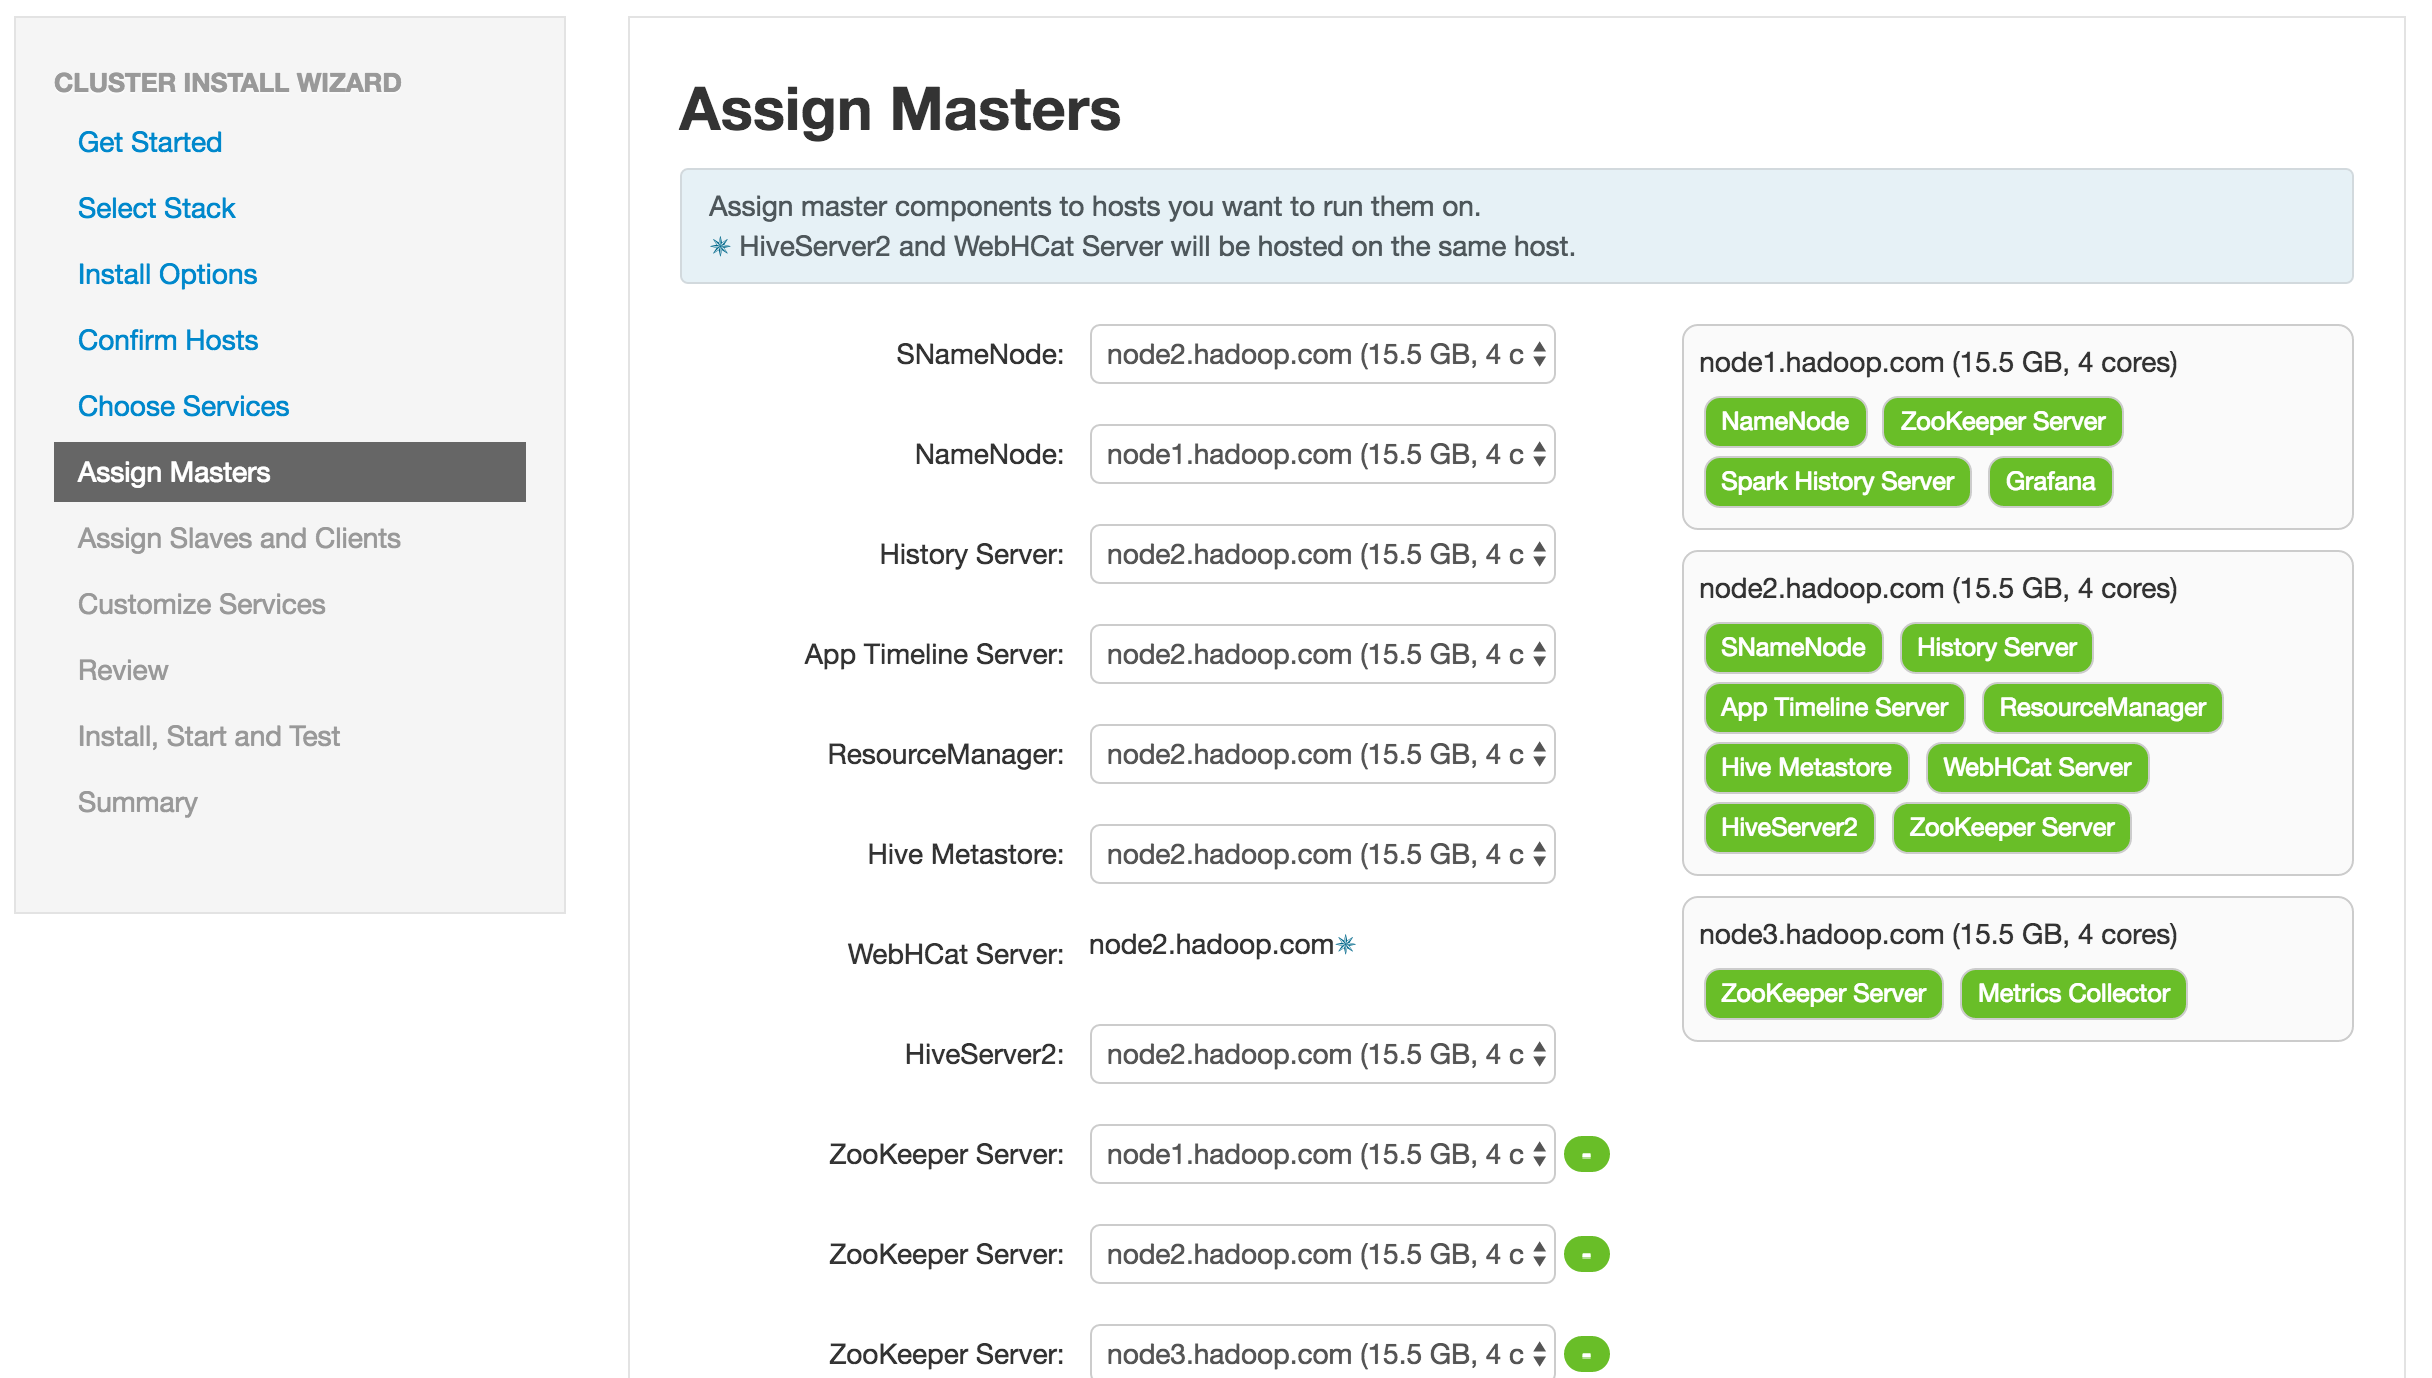 CLUSTER INSTALL WIZARD
Get Started
Select Stack
Install Options
Confirm Hosts
Choose Services
Assign Masters
Assign Slaves and Clients
Customize Services
Review
Install, Start and Test
Summary
Assign Masters
Assign master components to hosts you want to run them on.
✵ HiveServer2 and WebHCat Server will be hosted on the same host.
SNameNode: node2.hadoop.com (15.5 GB, 4 c
NameNode: node1.hadoop.com (15.5 GB, 4 c
History Server: node2.hadoop.com (15.5 GB, 4 c
App Timeline Server: node2.hadoop.com (15.5 GB, 4 c
ResourceManager: node2.hadoop.com (15.5 GB, 4 c
Hive Metastore: node2.hadoop.com (15.5 GB, 4 c
WebHCat Server: node2.hadoop.com✵
HiveServer2: node2.hadoop.com (15.5 GB, 4 c
ZooKeeper Server: node1.hadoop.com (15.5 GB, 4 c -
ZooKeeper Server: node2.hadoop.com (15.5 GB, 4 c -
ZooKeeper Server: node3.hadoop.com (15.5 GB, 4 c -
node1.hadoop.com (15.5 GB, 4 cores)
NameNode ZooKeeper Server
Spark History Server Grafana
node2.hadoop.com (15.5 GB, 4 cores)
SNameNode History Server
App Timeline Server ResourceManager
Hive Metastore WebHCat Server
HiveServer2 ZooKeeper Server
node3.hadoop.com (15.5 GB, 4 cores)
ZooKeeper Server Metrics Collector